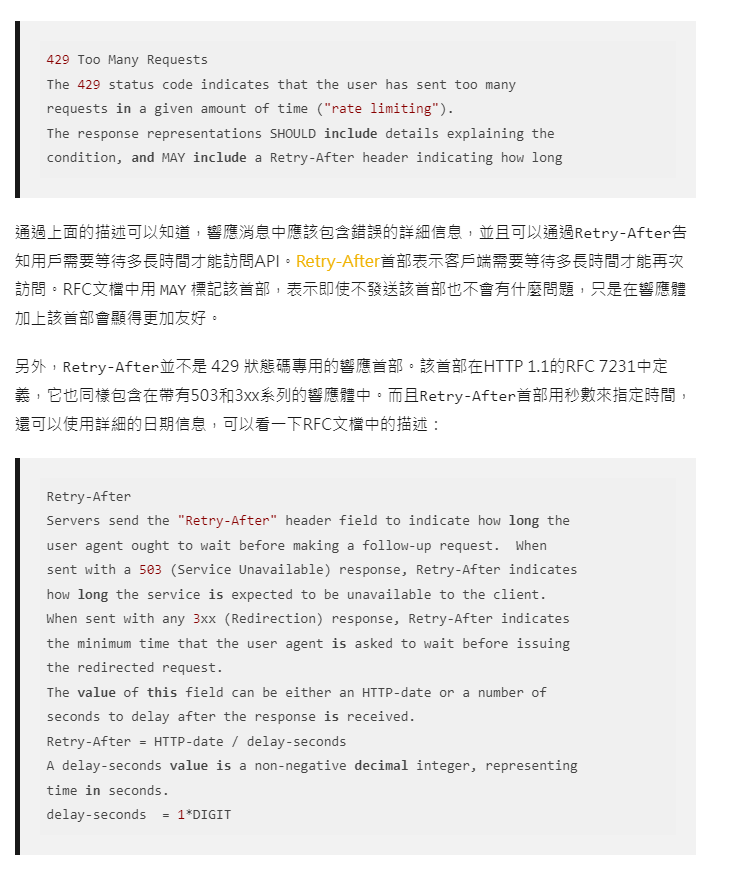 429 Too Many Requests
The 429 status code indicates that the user has sent too many
requests in a given amount of time ("rate limiting").
The response representations SHOULD include details explaining the
condition, and MAY include a Retry-After header indicating how long
通過上面的描述可以知道，響應消息中應該包含錯誤的詳細信息，並且可以通過Retry-After告
知用戶需要等待多長時間才能訪問API。Retry-After首部表示客戶端需要等待多長時間才能再次
訪問。RFC文檔中用 MAY 標記該首部，表示即使不發送該首部也不會有什麼問題，只是在響應體
加上該首部會顯得更加友好。
另外，Retry-After並不是 429 狀態碼專用的響應首部。該首部在HTTP 1.1的RFC 7231中定
義，它也同樣包含在帶有503和3xx系列的響應體中。而且Retry-After首部用秒數來指定時間，
還可以使用詳細的日期信息，可以看一下RFC文檔中的描述：
Retry-After
Servers send the "Retry-After" header field to indicate how long the
user agent ought to wait before making a follow-up request.  When
sent with a 503 (Service Unavailable) response, Retry-After indicates
how long the service is expected to be unavailable to the client.
When sent with any 3xx (Redirection) response, Retry-After indicates
the minimum time that the user agent is asked to wait before issuing
the redirected request.
The value of this field can be either an HTTP-date or a number of
seconds to delay after the response is received.
Retry-After = HTTP-date / delay-seconds
A delay-seconds value is a non-negative decimal integer, representing
time in seconds.
delay-seconds  = 1*DIGIT